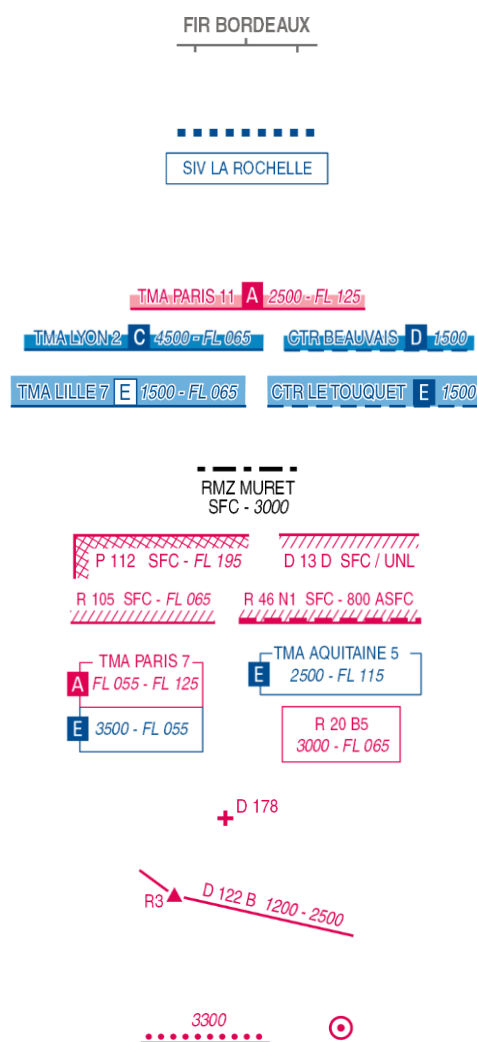 FIR BORDEAUX
SIV LA ROCHELLE
TMA PARIS 11 A 2500 - FL 125
TMA LYON 2 C 4500 - FL 065
CTR BEAUVAIS D 1500
TMA LILLE 7 E 1500 - FL 065
CTR LE TOUQUET E 1500
RMZ MURET
SFC - 3000
P 112 SFC - FL 195
D 13 D SFC / UNL
R 105 SFC - FL 065
R 46 N1 SFC - 800 ASFC
TMA PARIS 7
A FL 055 - FL 125
E 3500 - FL 055
TMA AQUITAINE 5
E 2500 - FL 115
R 20 B5
3000 - FL 065
D 178
R3
D 122 B 1200 - 2500
3300